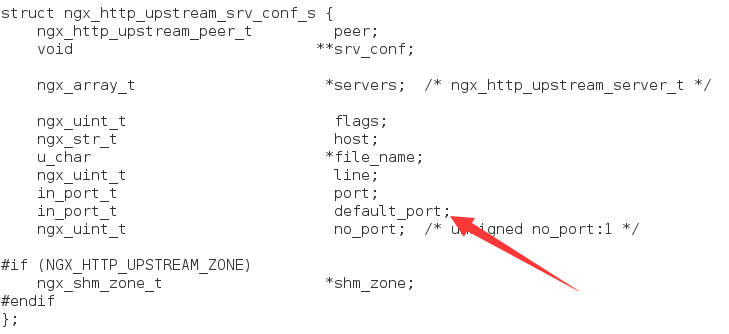 struct ngx_http_upstream_srv_conf_s {
    ngx_http_upstream_peer_t         peer;
    void                           **srv_conf;

    ngx_array_t                     *servers;  /* ngx_http_upstream_server_t */

    ngx_uint_t                       flags;
    ngx_str_t                        host;
    u_char                          *file_name;
    ngx_uint_t                       line;
    in_port_t                        port;
    in_port_t                        default_port;
    ngx_uint_t                       no_port;  /* unsigned no_port:1 */

#if (NGX_HTTP_UPSTREAM_ZONE)
    ngx_shm_zone_t                  *shm_zone;
#endif
};